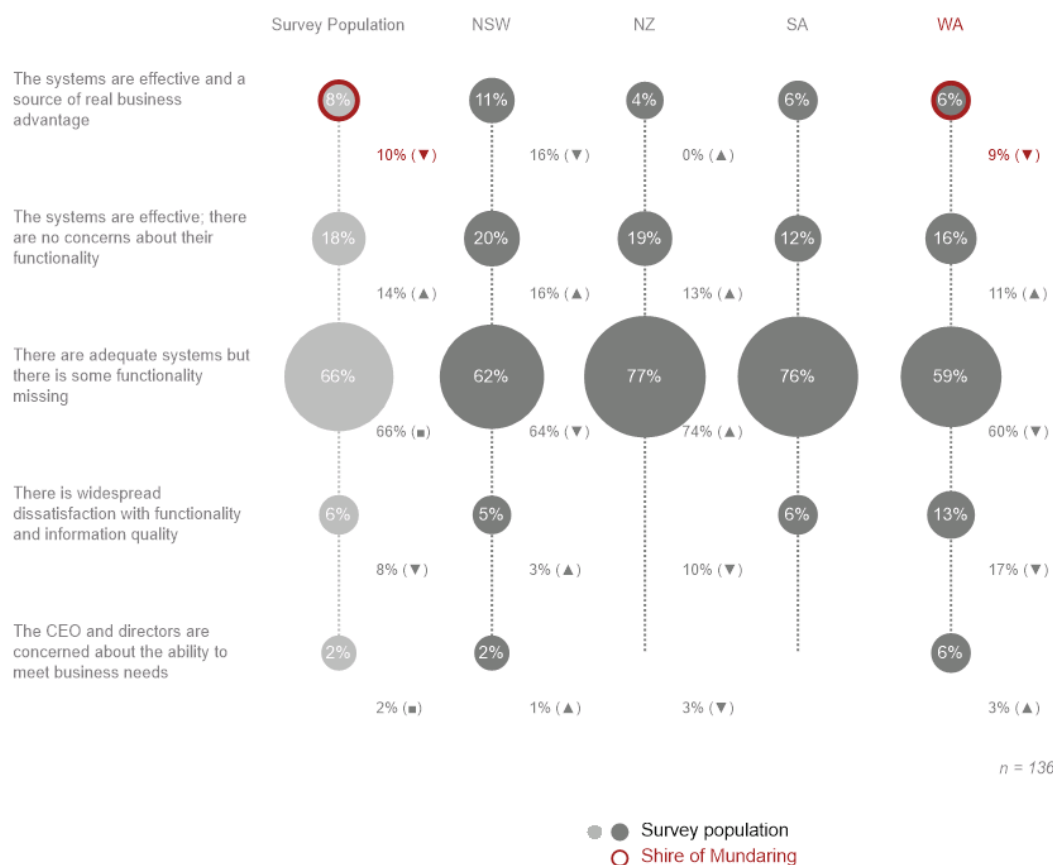 Survey Population NSW NZ SA WA
The systems are effective and a
source of real business
advantage
8% 11% 4% 6% 6%
10% (▼) 16% (▼) 0% (▲) 9% (▼)
The systems are effective; there
are no concerns about their
functionality
18% 20% 19% 12% 16%
14% (▲) 16% (▲) 13% (▲) 11% (▲)
There are adequate systems but
there is some functionality
missing
66% 62% 77% 76% 59%
66% (■) 64% (▼) 74% (▲) 60% (▼)
There is widespread
dissatisfaction with functionality
and information quality
6% 5% 6% 13%
8% (▼) 3% (▲) 10% (▼) 17% (▼)
The CEO and directors are
concerned about the ability to
meet business needs
2% 2% 6%
2% (■) 1% (▲) 3% (▼) 3% (▲)
n = 136
Survey population
Shire of Mundaring